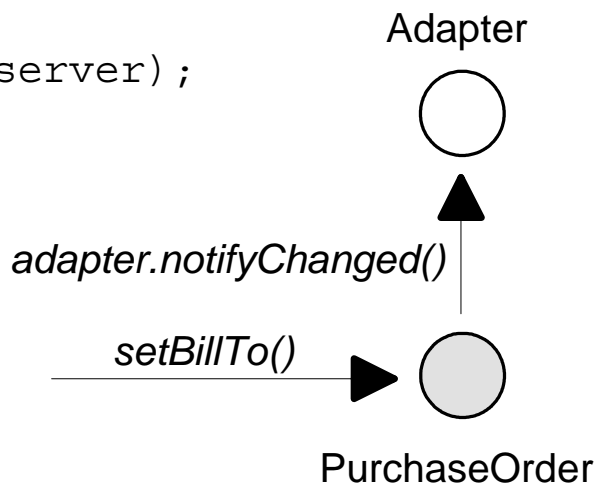 Adapter
server);
adapter.notifyChanged()
setBillTo()
PurchaseOrder